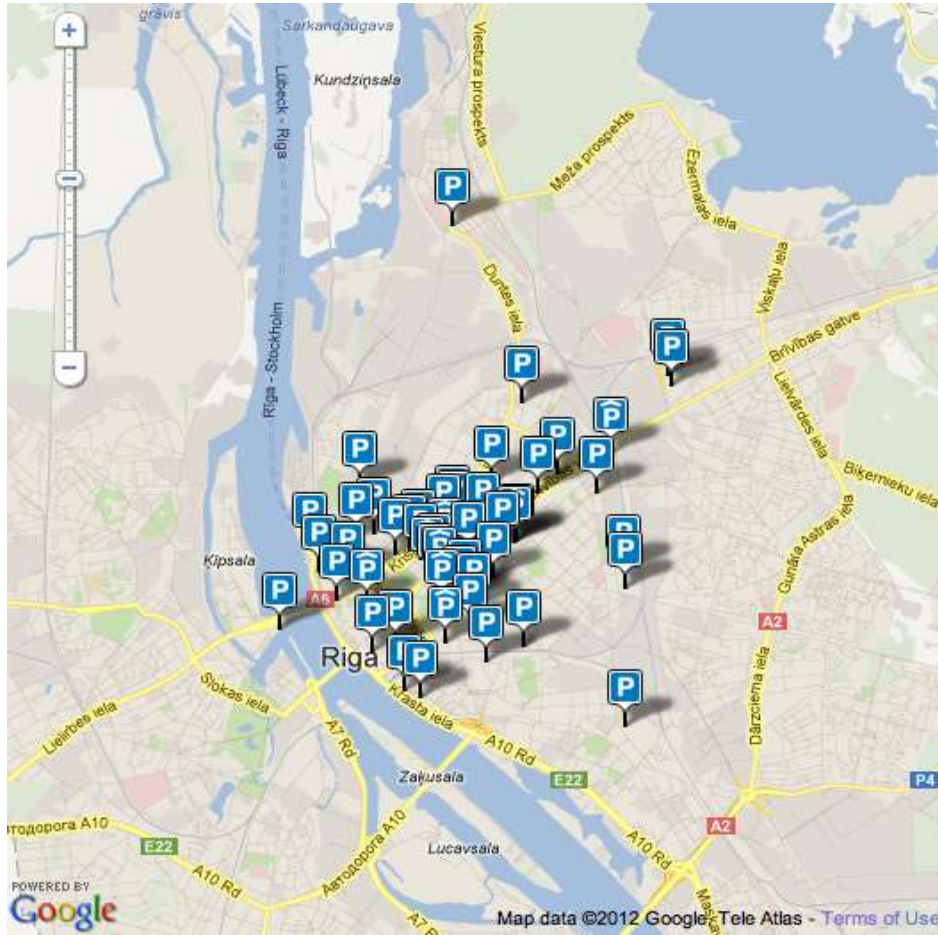 grāvis
Sarkandaugava
Kundziņsala
Lübeck - Riga
Viestura prospekts
Meža prospekts
Ezermalas iela
Viskaļu iela
Duntes iela
Rīga - Stockholm
Brīvības gatve
Lielvārdes iela
Biķernieku iela
Gunāra Astras iela
Ķīpsala
A6
A2
Riga
Slokas iela
Krasta iela
Lielirbes iela
A7 Rd
A10 Rd
Dārzciema iela
Zaķusala
E22
P4
A2
Автодорога A10
E22
A10 Rd
Автодорога A10
Lucavsala
A10 Rd
Maskav
A7 R
POWERED BY
Google
Map data ©2012 Google, Tele Atlas - Terms of Use